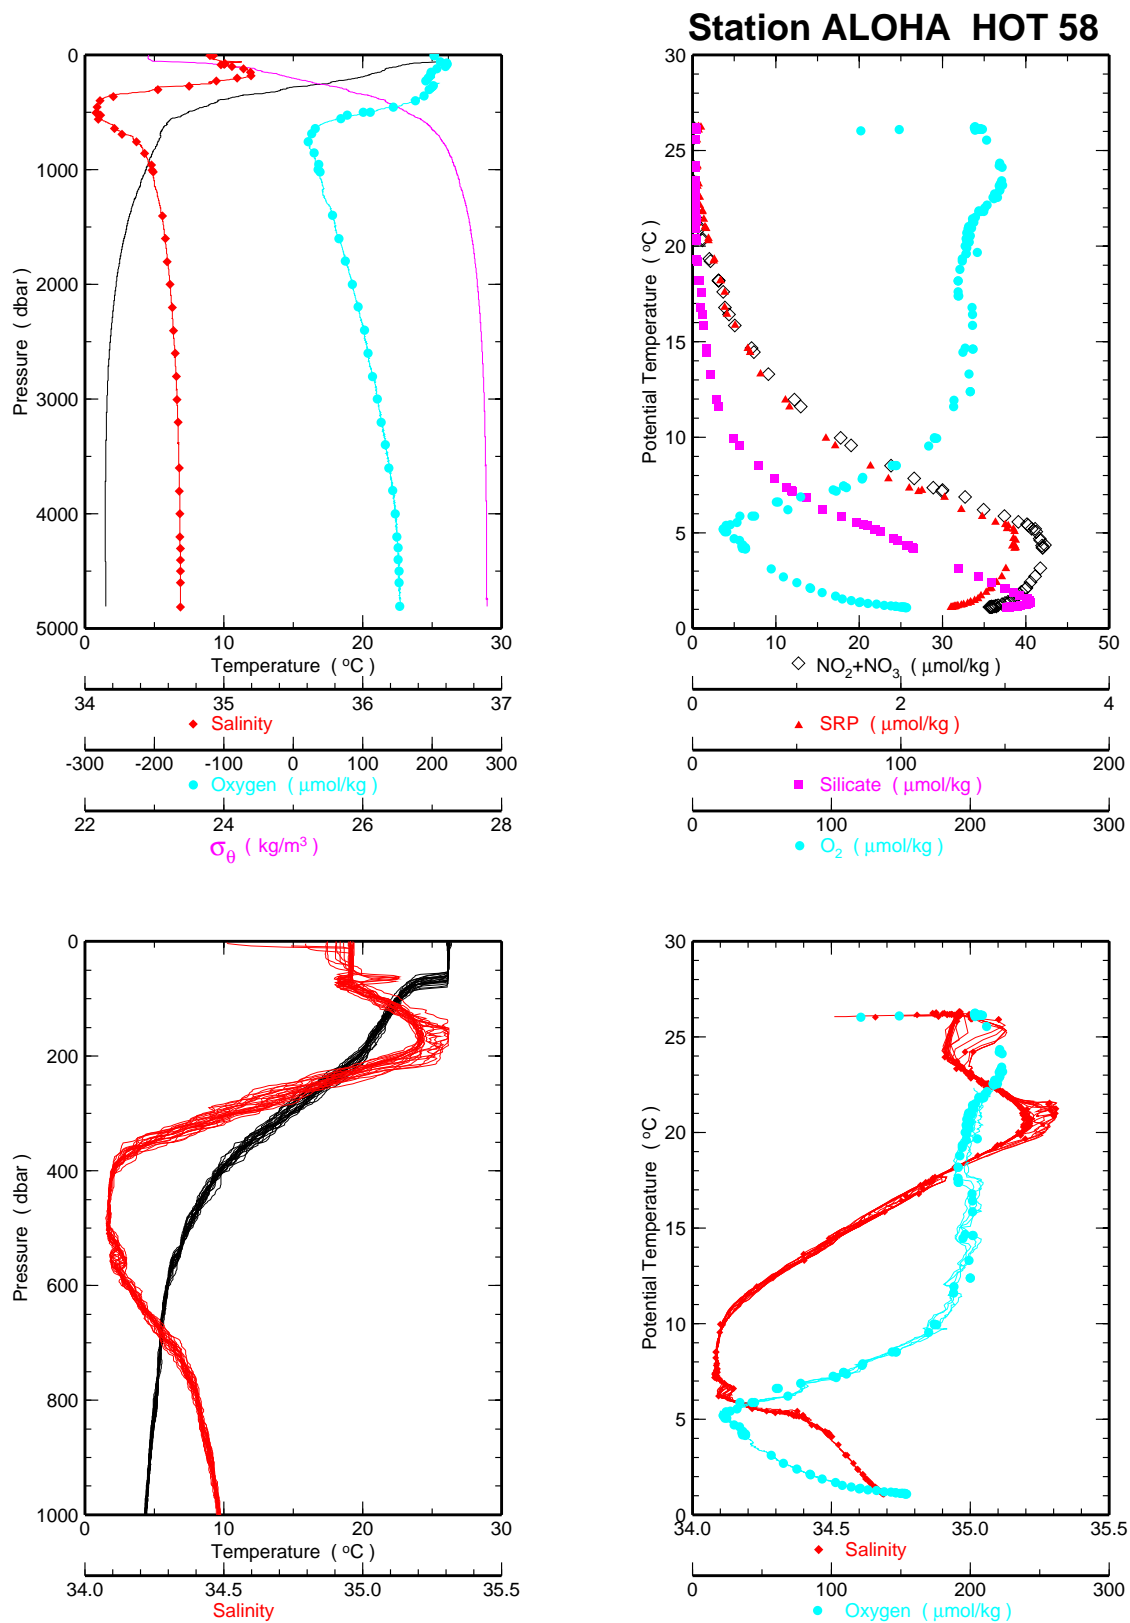 Station ALOHA  HOT 58
0
1000
2000
3000
4000
5000
Pressure ( dbar)
0 10 20 30
Temperature ( °C)
34 35 36 37
Salinity
-300 -200 -100 0 100 200 300
Oxygen ( μmol/kg )
22 24 26 28
σθ ( kg/m³ )
30
25
20
15
10
5
0
Potential Temperature ( °C)
0 10 20 30 40 50
NO₂+NO₃ ( μmol/kg )
0 2 4
SRP ( μmol/kg )
0 100 200
Silicate ( μmol/kg )
0 100 200 300
O₂ ( μmol/kg )
0
200
400
600
800
1000
Pressure ( dbar)
0 10 20 30
Temperature ( °C)
34.0 34.5 35.0 35.5
Salinity
30
25
20
15
10
5
0
Potential Temperature ( °C)
34.0 34.5 35.0 35.5
Salinity
0 100 200 300
Oxygen ( μmol/kg )